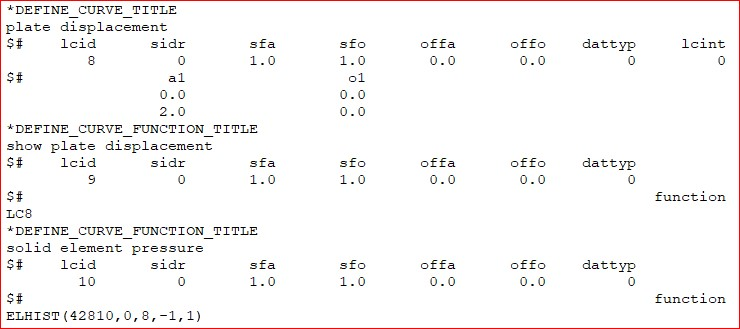 *DEFINE_CURVE_TITLE
plate displacement
$# lcid sidr sfa sfo offa offo dattyp lcint
8 0 1.0 1.0 0.0 0.0 0 0
$# a1 o1
0.0 0.0
2.0 0.0
*DEFINE_CURVE_FUNCTION_TITLE
show plate displacement
$# lcid sidr sfa sfo offa offo dattyp
9 0 1.0 1.0 0.0 0.0 0
$# function
LC8
*DEFINE_CURVE_FUNCTION_TITLE
solid element pressure
$# lcid sidr sfa sfo offa offo dattyp
10 0 1.0 1.0 0.0 0.0 0
$# function
ELHIST(42810,0,8,-1,1)